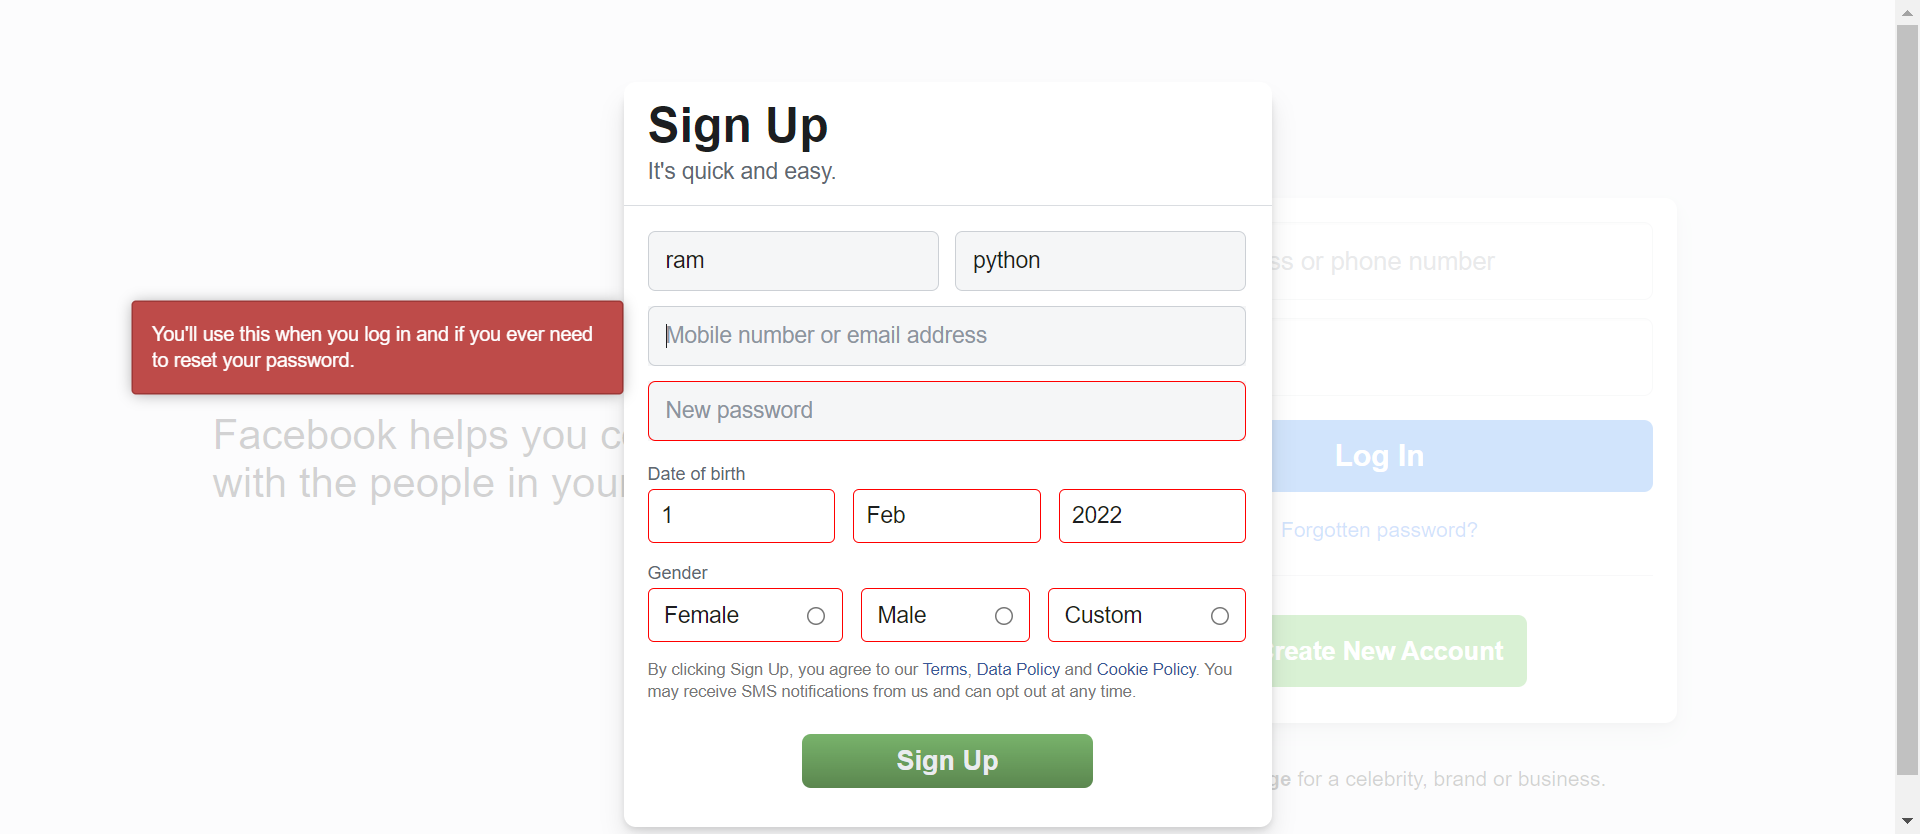 Sign Up
It's quick and easy.
ram
python
Mobile number or email address
New password
Date of birth
1
Feb
2022
Gender
Female
Male
Custom
By clicking Sign Up, you agree to our Terms, Data Policy and Cookie Policy. You
may receive SMS notifications from us and can opt out at any time.
Sign Up
You'll use this when you log in and if you ever need
to reset your password.
Facebook helps you
with the people in your
or phone number
Log In
Forgotten password?
New Account
for a celebrity, brand or business.